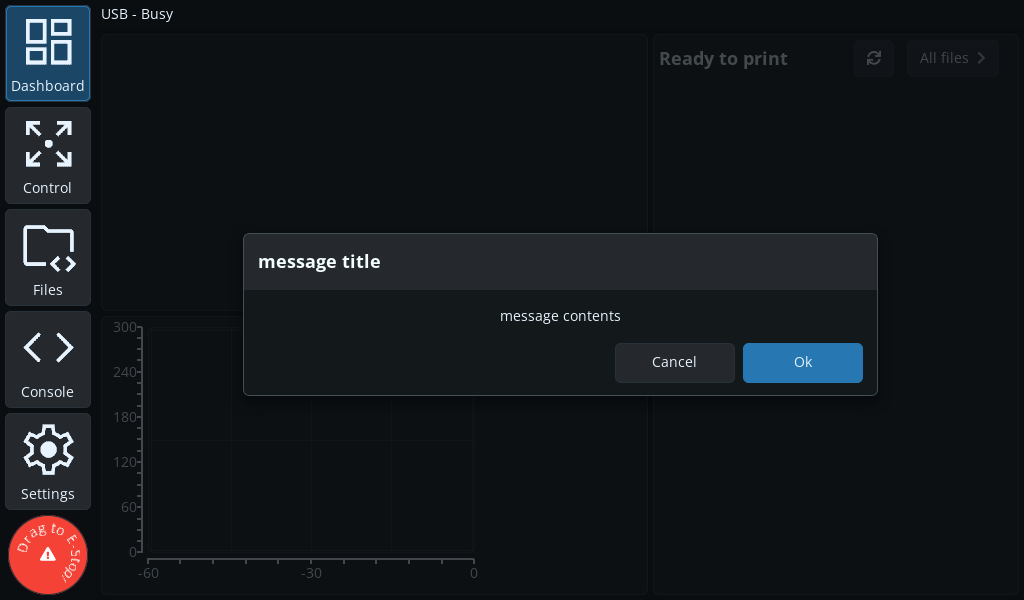 USB - Busy
Dashboard
Control
Files
Console
Settings
Drag to E-Stop!
Ready to print
All files
message title
message contents
Cancel
Ok
300
240
180
120
60
0
-60
-30
0